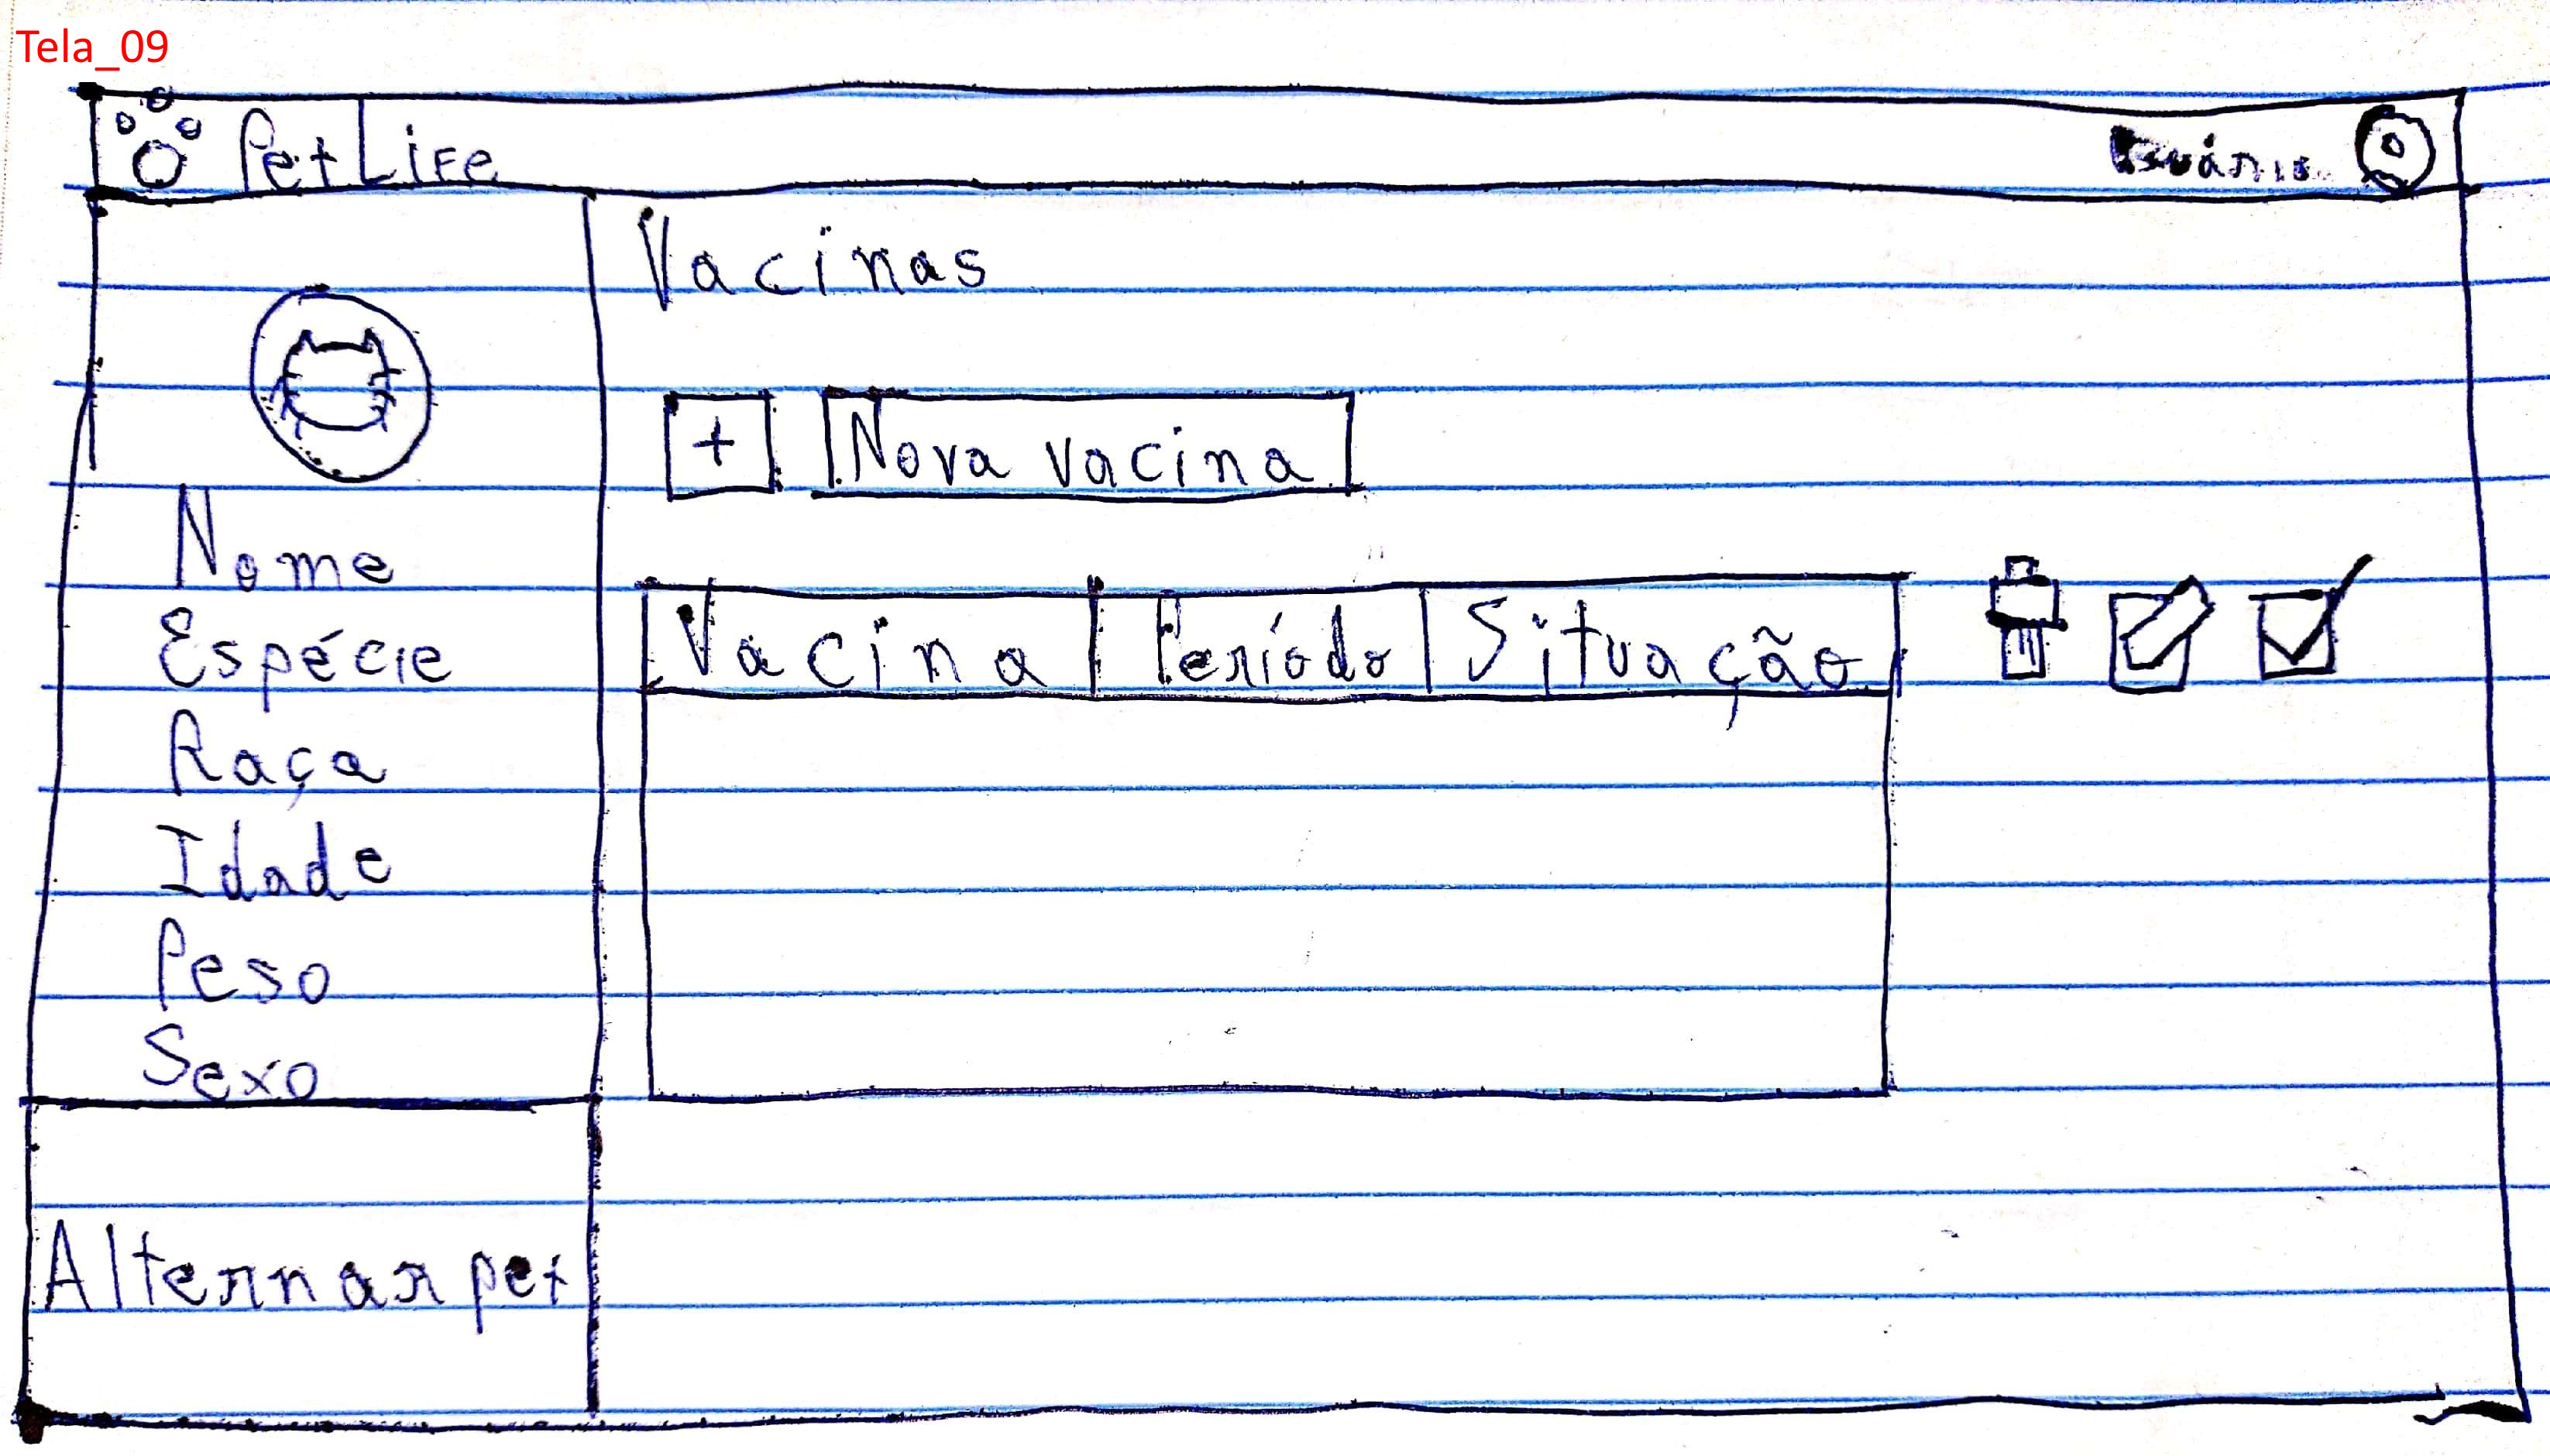 Tela_09
PetLife Usuário
Vacinas
+ Nova vacina
Nome
Espécie
Raça
Idade
Peso
Sexo
Vacina Período Situação
Alternar pet